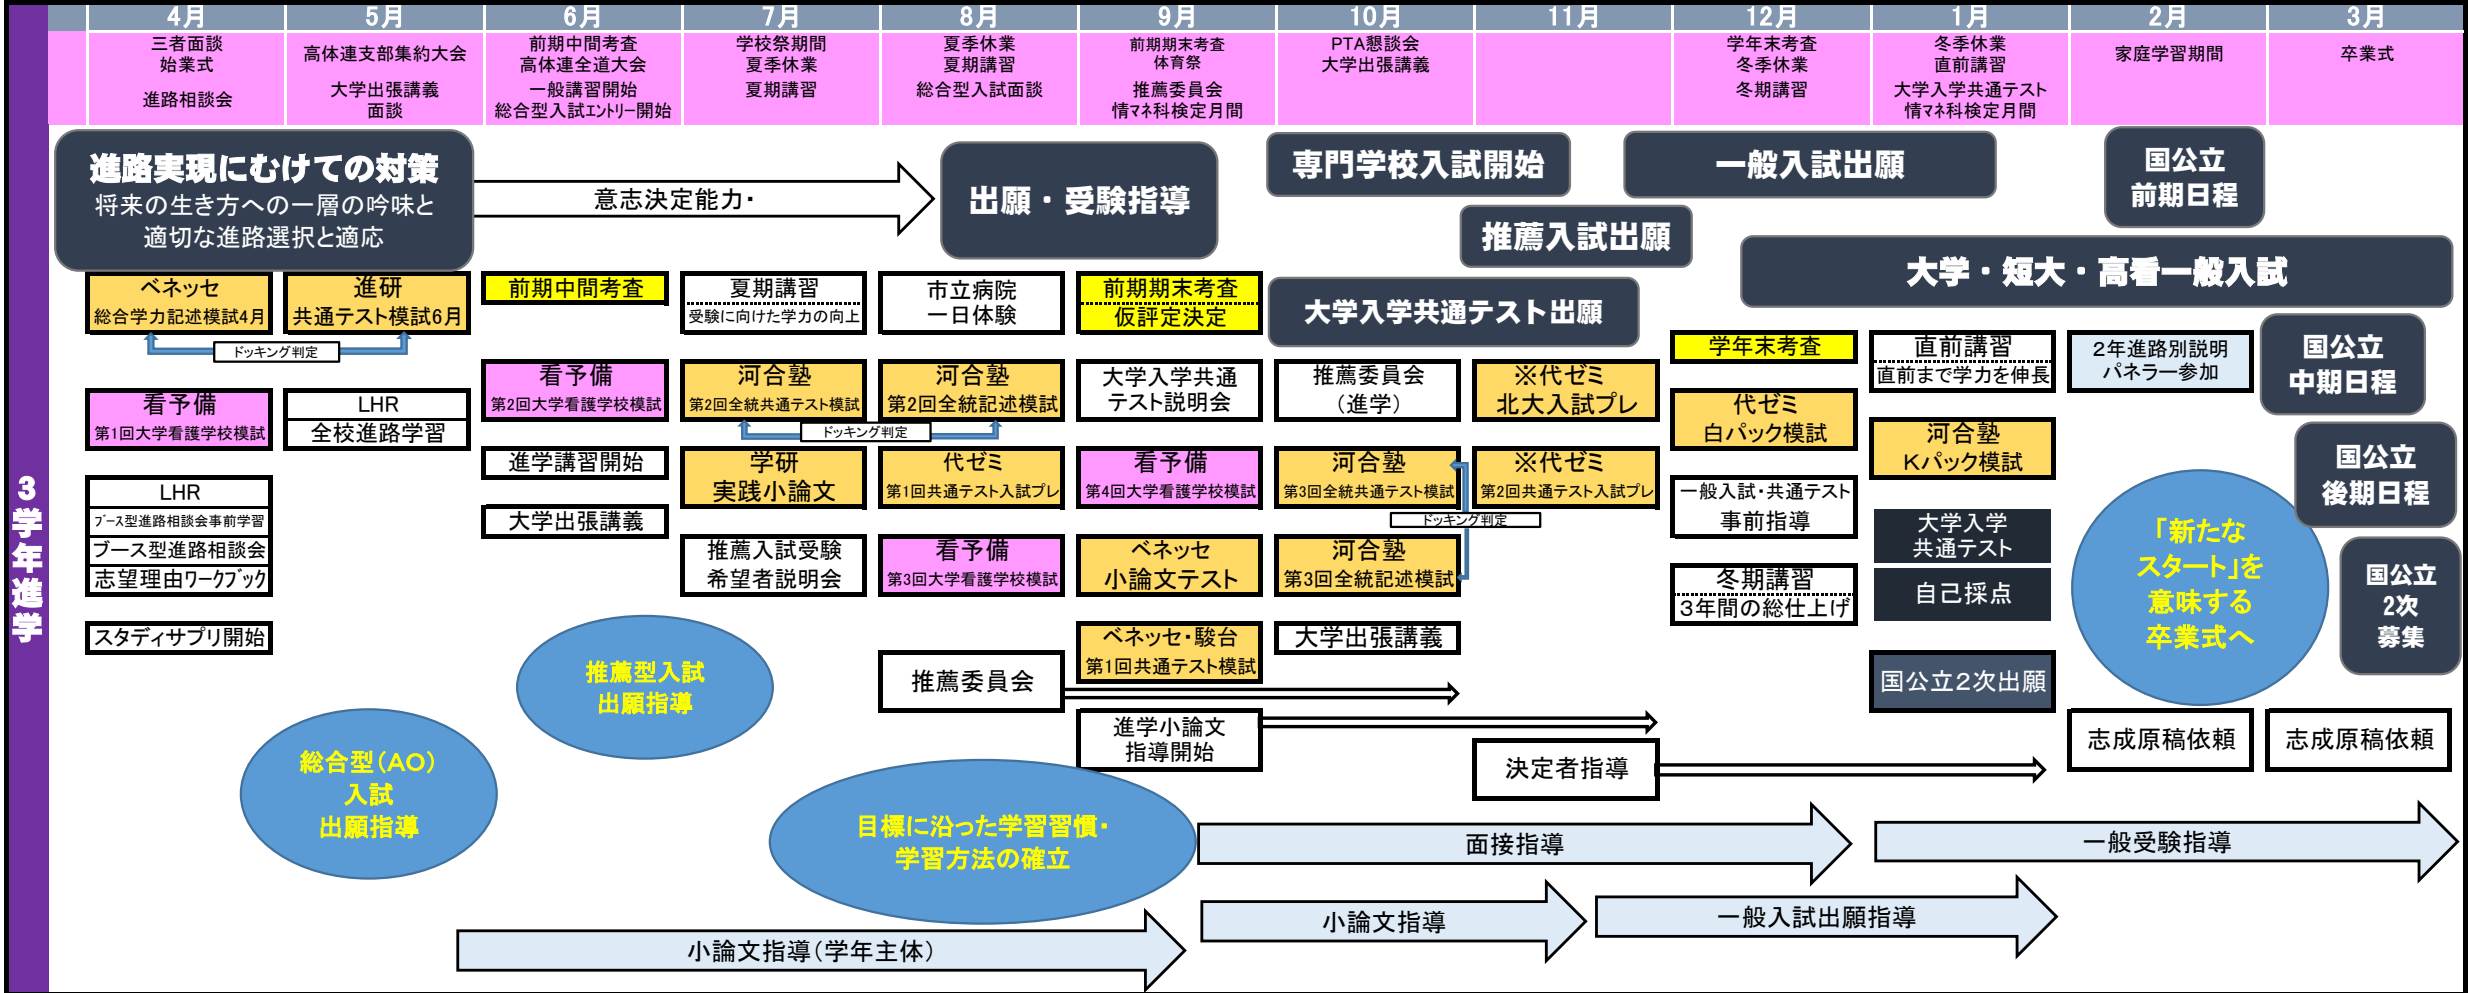 4月
5月
6月
7月
8月
9月
10月
11月
12月
1月
2月
3月
三者面談
始業式
進路相談会
高体連支部集約大会
大学出張講義
面談
前期中間考査
高体連全道大会
一般講習開始
総合型入試ｴﾝﾄﾘｰ開始
学校祭期間
夏季休業
夏期講習
夏季休業
夏期講習
総合型入試面談
前期期末考査
体育祭
推薦委員会
情ﾏﾈ科検定月間
PTA懇談会
大学出張講義
学年末考査
冬季休業
冬期講習
冬季休業
直前講習
大学入学共通テスト
情ﾏﾈ科検定月間
家庭学習期間
卒業式
3学年進学
進路実現にむけての対策
将来の生き方への一層の吟味と
適切な進路選択と適応
意志決定能力・
出願・受験指導
専門学校入試開始
一般入試出願
国公立
前期日程
推薦入試出願
大学・短大・高看一般入試
大学入学共通テスト出願
国公立
中期日程
国公立
後期日程
国公立
2次
募集
ベネッセ
総合学力記述模試4月
進研
共通テスト模試6月
ドッキング判定
看予備
第1回大学看護学校模試
LHR
全校進路学習
LHR
ﾌﾞｰｽ型進路相談会事前学習
ブース型進路相談会
志望理由ﾜｰｸﾌﾞｯｸ
スタディサプリ開始
前期中間考査
看予備
第2回大学看護学校模試
進学講習開始
大学出張講義
夏期講習
受験に向けた学力の向上
河合塾
第2回全統共通テスト模試
学研
実践小論文
推薦入試受験
希望者説明会
市立病院
一日体験
河合塾
第2回全統記述模試
ドッキング判定
代ゼミ
第1回共通テスト入試プレ
看予備
第3回大学看護学校模試
推薦委員会
前期期末考査
仮評定決定
大学入学共通
テスト説明会
看予備
第4回大学看護学校模試
ベネッセ
小論文テスト
ベネッセ・駿台
第1回共通テスト模試
進学小論文
指導開始
推薦委員会
（進学）
河合塾
第3回全統共通テスト模試
ドッキング判定
河合塾
第3回全統記述模試
大学出張講義
※代ゼミ
北大入試プレ
※代ゼミ
第2回共通テスト入試プレ
決定者指導
学年末考査
代ゼミ
白パック模試
一般入試・共通テスト
事前指導
冬期講習
3年間の総仕上げ
直前講習
直前まで学力を伸長
河合塾
Kパック模試
大学入学
共通テスト
自己採点
国公立2次出願
2年進路別説明
パネラー参加
「新たな
スタート」を
意味する
卒業式へ
志成原稿依頼
志成原稿依頼
推薦型入試
出願指導
総合型(AO)
入試
出願指導
目標に沿った学習習慣・
学習方法の確立
面接指導
一般受験指導
小論文指導
一般入試出願指導
小論文指導(学年主体)